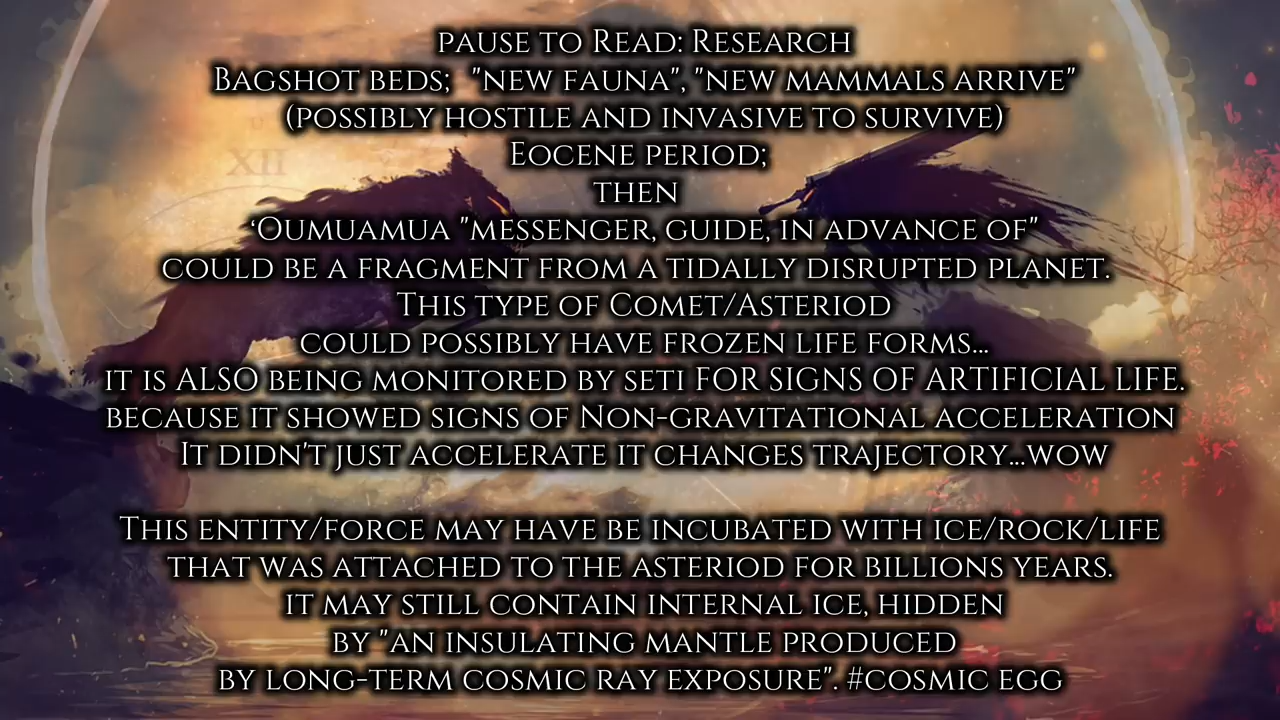 PAUSE TO READ: RESEARCH
BAGSHOT BEDS; "NEW FAUNA", "NEW MAMMALS ARRIVE"
(POSSIBLY HOSTILE AND INVASIVE TO SURVIVE)
EOCENE PERIOD;
THEN
XII
‘OUMUAMUA "MESSENGER, GUIDE, IN ADVANCE OF"
COULD BE A FRAGMENT FROM A TIDALLY DISRUPTED PLANET.
THIS TYPE OF COMET/ASTERIOD
COULD POSSIBLY HAVE FROZEN LIFE FORMS...
IT IS ALSO BEING MONITORED BY SETI FOR SIGNS OF ARTIFICIAL LIFE.
BECAUSE IT SHOWED SIGNS OF NON-GRAVITATIONAL ACCELERATION
IT DIDN'T JUST ACCELERATE IT CHANGES TRAJECTORY...WOW
THIS ENTITY/FORCE MAY HAVE BE INCUBATED WITH ICE/ROCK/LIFE
THAT WAS ATTACHED TO THE ASTERIOD FOR BILLIONS YEARS.
IT MAY STILL CONTAIN INTERNAL ICE, HIDDEN
BY "AN INSULATING MANTLE PRODUCED
BY LONG-TERM COSMIC RAY EXPOSURE". #COSMIC EGG